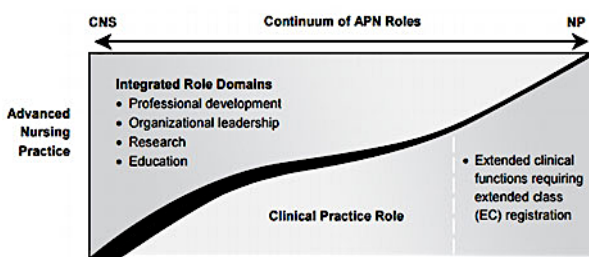 CNS Continuum of APN Roles NP
Advanced
Nursing
Practice
Integrated Role Domains
• Professional development
• Organizational leadership
• Research
• Education
Clinical Practice Role
• Extended clinical
functions requiring
extended class
(EC) registration